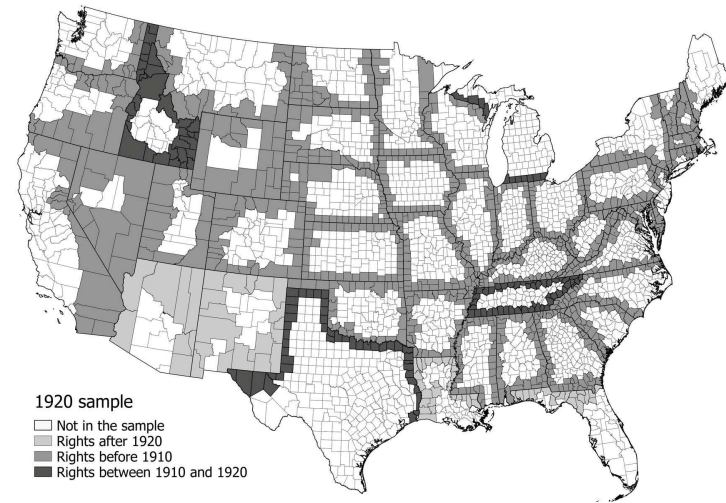 1920 sample
Not in the sample
Rights after 1920
Rights before 1910
Rights between 1910 and 1920